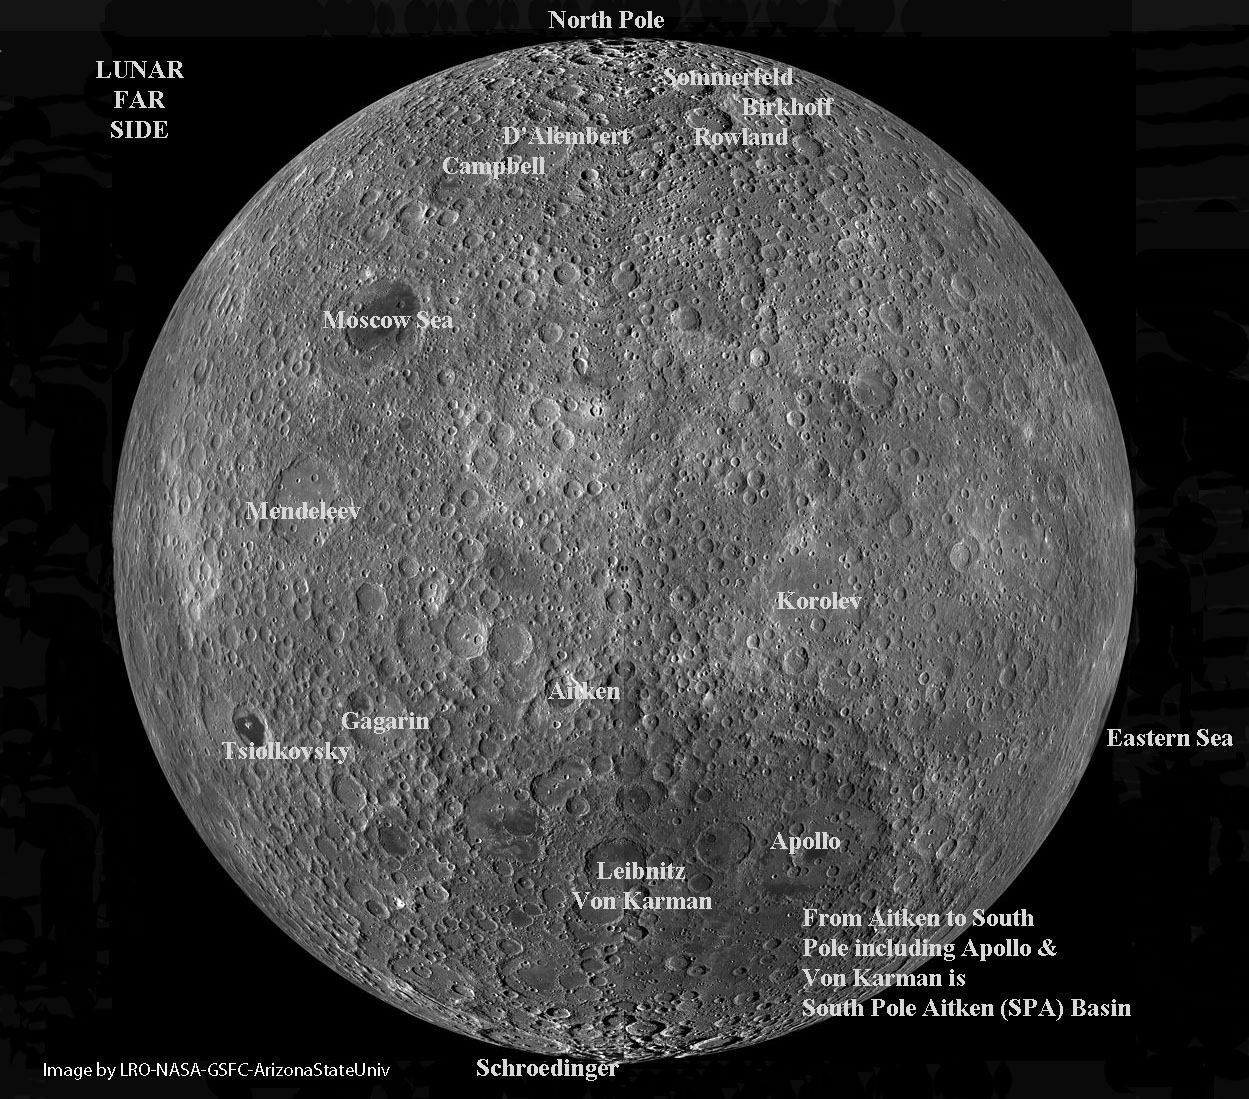 North Pole
LUNAR
FAR
SIDE
Sommerfeld
Birkhoff
D'Alembert
Rowland
Campbell
Moscow Sea
Mendeleev
Korolev
Aitken
Gagarin
Tsiolkovsky
Eastern Sea
Apollo
Leibnitz
Von Karman
From Aitken to South
Pole including Apollo &
Von Karman is
South Pole Aitken (SPA) Basin
Schroedinger
Image by LRO-NASA-GSFC-ArizonaStateUniv